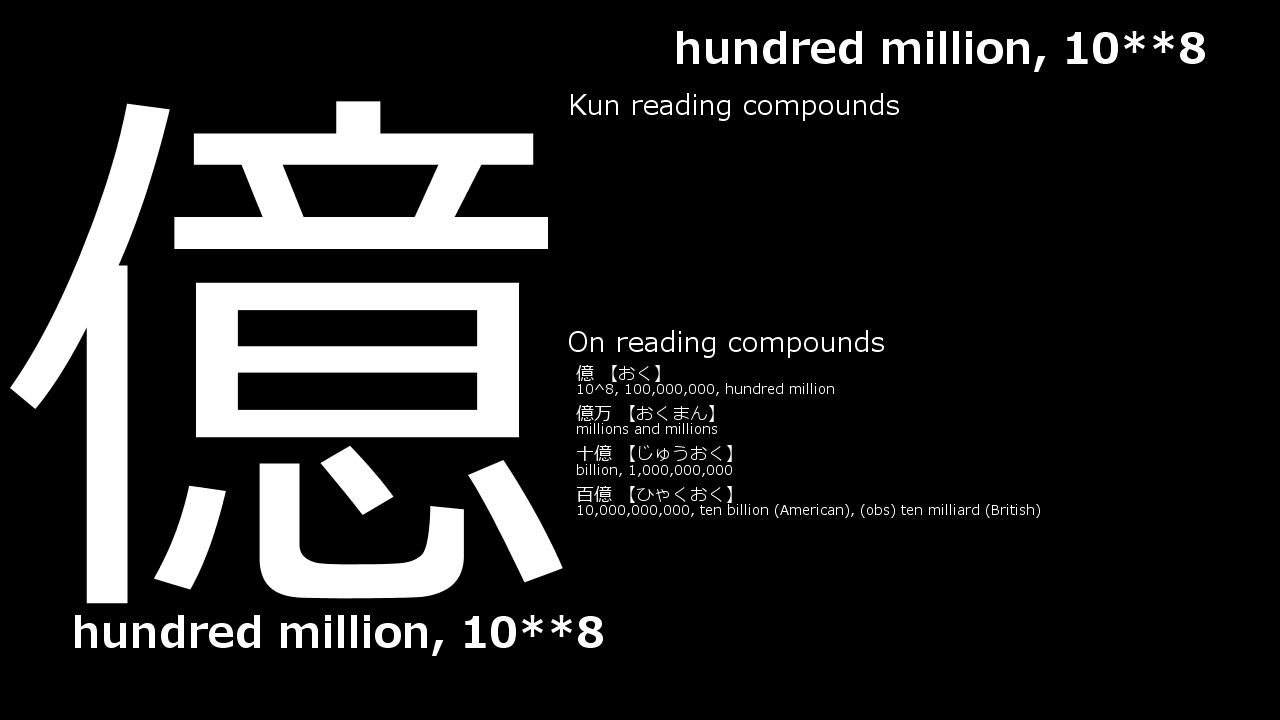 hundred million, 10**8
億
Kun reading compounds
On reading compounds
億 【おく】
10^8, 100,000,000, hundred million
億万 【おくまん】
millions and millions
十億 【じゅうおく】
billion, 1,000,000,000
百億 【ひゃくおく】
10,000,000,000, ten billion (American), (obs) ten milliard (British)
hundred million, 10**8